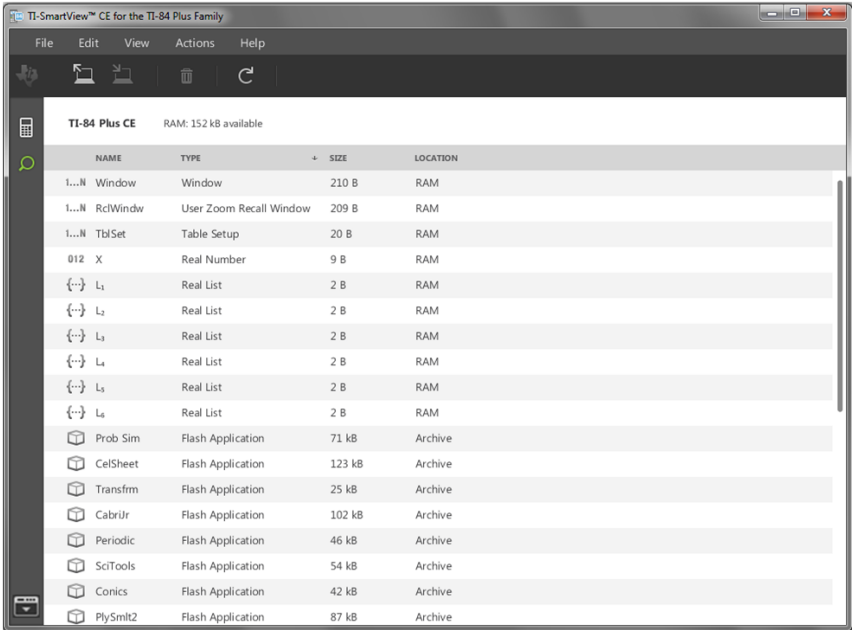 TI-SmartView™ CE for the TI-84 Plus Family
File Edit View Actions Help
TI-84 Plus CE RAM: 152 kB available
NAME TYPE SIZE LOCATION
1...N Window Window 210 B RAM
1...N RclWindw User Zoom Recall Window 209 B RAM
1...N TblSet Table Setup 20 B RAM
012 X Real Number 9 B RAM
{···} L₁ Real List 2 B RAM
{···} L₂ Real List 2 B RAM
{···} L₃ Real List 2 B RAM
{···} L₄ Real List 2 B RAM
{···} L₅ Real List 2 B RAM
{···} L₆ Real List 2 B RAM
Prob Sim Flash Application 71 kB Archive
CelSheet Flash Application 123 kB Archive
Transfrm Flash Application 25 kB Archive
CabriJr Flash Application 102 kB Archive
Periodic Flash Application 46 kB Archive
SciTools Flash Application 54 kB Archive
Conics Flash Application 42 kB Archive
PlySmlt2 Flash Application 87 kB Archive